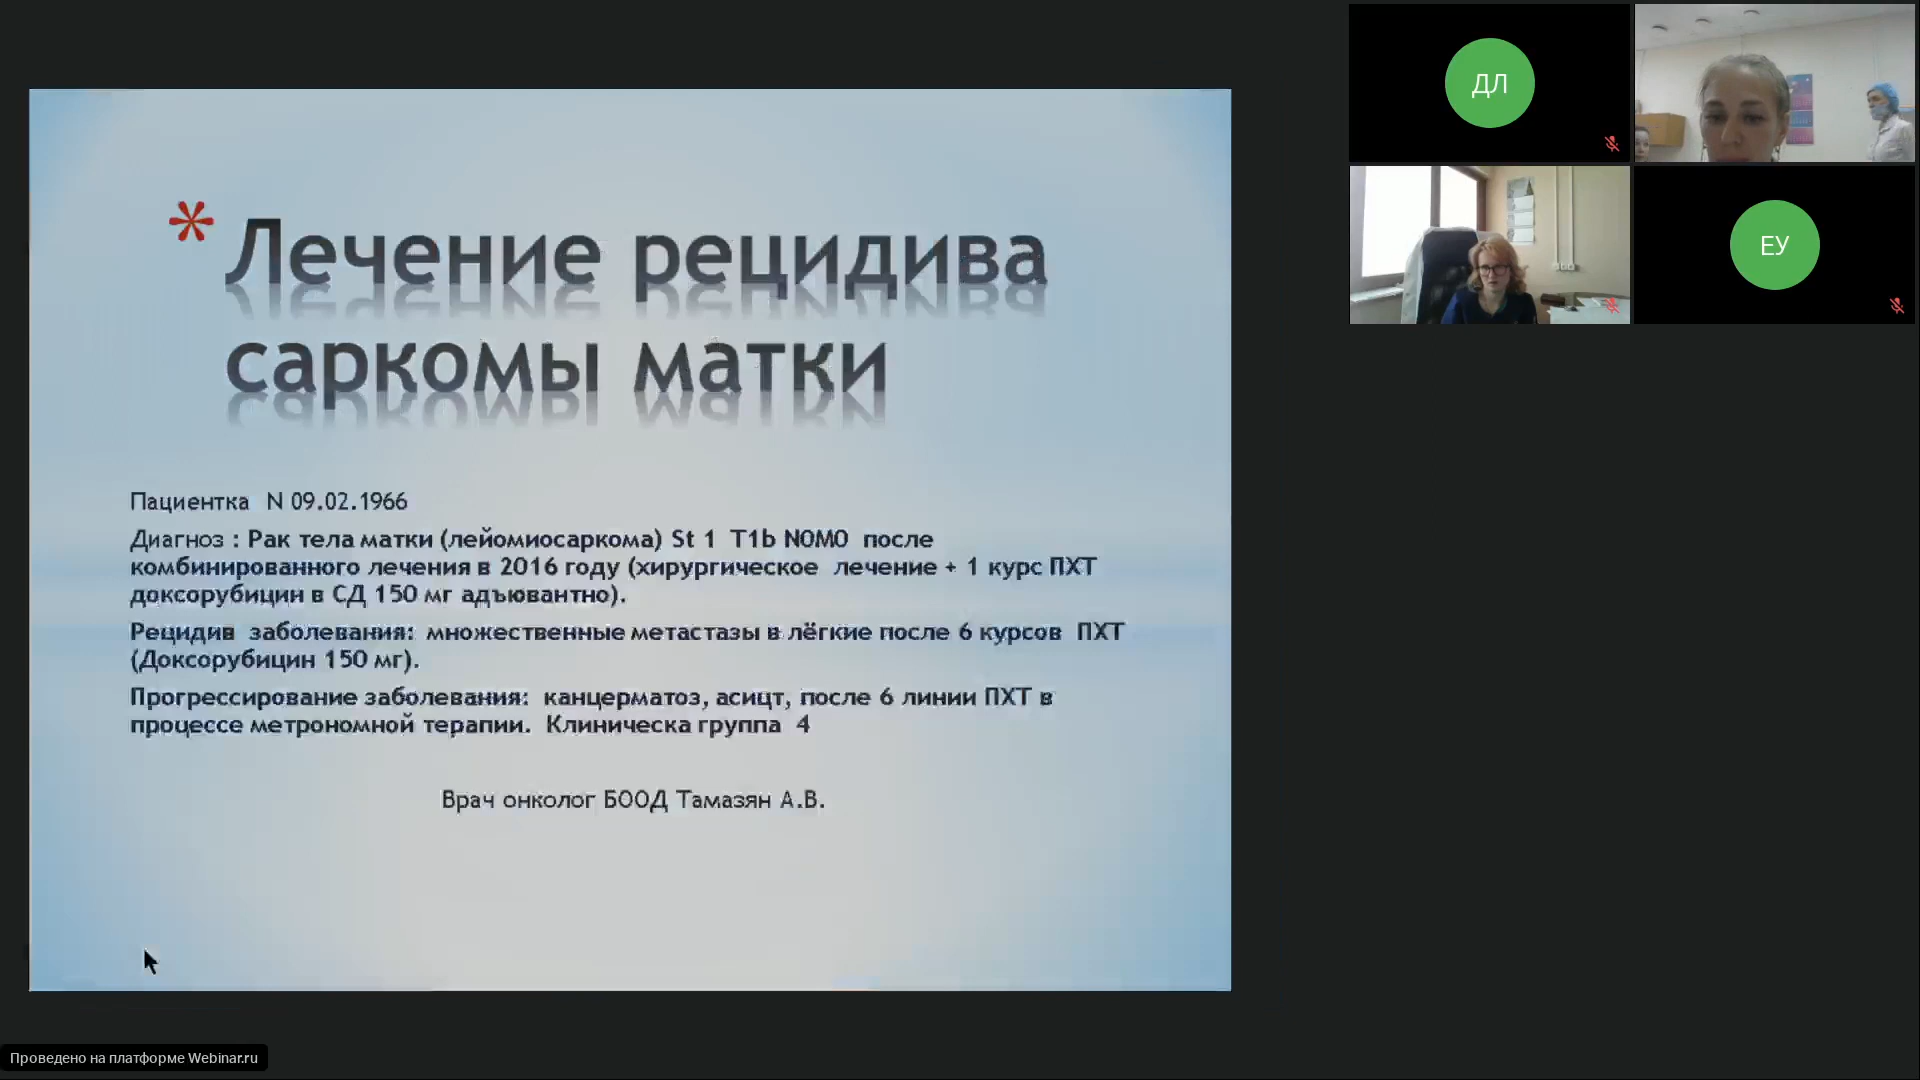 * Лечение рецидива
саркомы матки
Пациентка N 09.02.1966
Диагноз : Рак тела матки (лейомиосаркома) St 1 T1b N0M0 после
комбинированного лечения в 2016 году (хирургическое лечение + 1 курс ПХТ
доксорубицин в СД 150 мг адъювантно).
Рецидив заболевания: множественные метастазы в лёгкие после 6 курсов ПХТ
(Доксорубицин 150 мг).
Прогрессирование заболевания: канцерматоз, асицт, после 6 линии ПХТ в
процессе метрономной терапии. Клиническа группа 4
Врач онколог БООД Тамазян А.В.
ДЛ
ЕУ
Проведено на платформе Webinar.ru